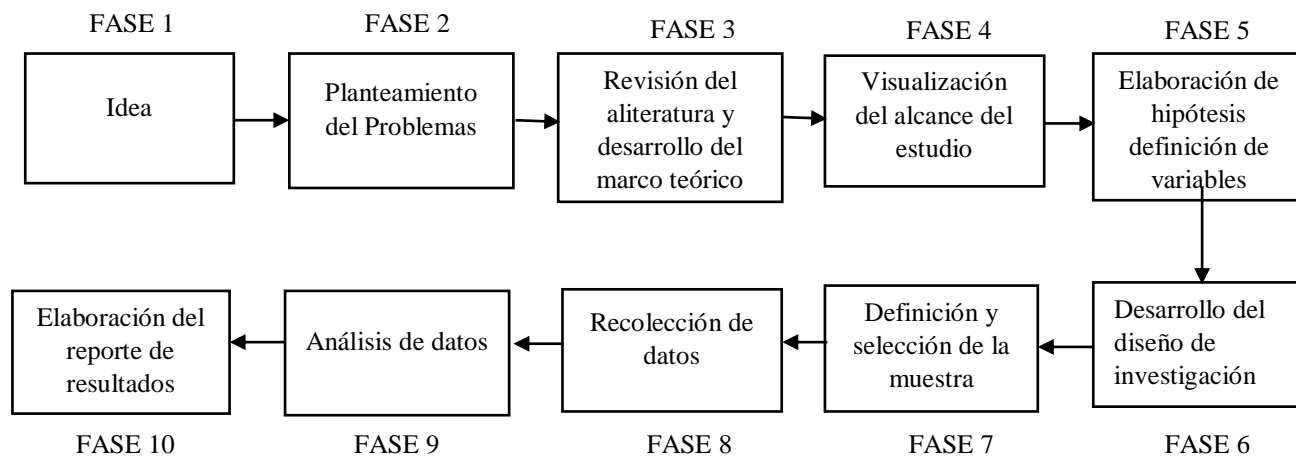 FASE 1
Idea
FASE 2
Planteamiento
del Problemas
FASE 3
Revisión del
aliteratura y
desarrollo del
marco teórico
FASE 4
Visualización
del alcance del
estudio
FASE 5
Elaboración de
hipótesis
definición de
variables
Desarrollo del
diseño de
investigación
FASE 6
Definición y
selección de la
muestra
FASE 7
Recolección de
datos
FASE 8
Análisis de datos
FASE 9
Elaboración del
reporte de
resultados
FASE 10